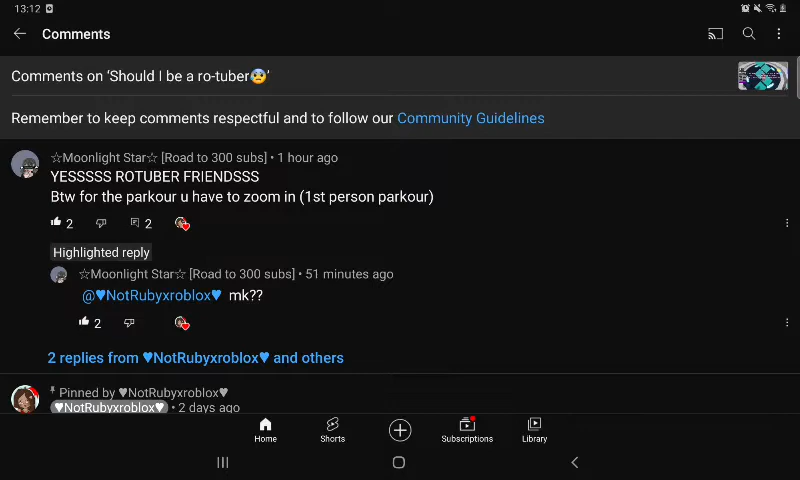 13:12
Comments
Comments on ‘Should I be a ro-tuber😰’
Remember to keep comments respectful and to follow our Community Guidelines
☆Moonlight Star☆ [Road to 300 subs] • 1 hour ago
YESSSSS ROTUBER FRIENDSSS
Btw for the parkour u have to zoom in (1st person parkour)
2 2
Highlighted reply
☆Moonlight Star☆ [Road to 300 subs] • 51 minutes ago
@♥NotRubyxroblox♥ mk??
2
2 replies from ♥NotRubyxroblox♥ and others
Pinned by ♥NotRubyxroblox♥
♥NotRubyxroblox♥ • 2 days ago
Home Shorts Subscriptions Library